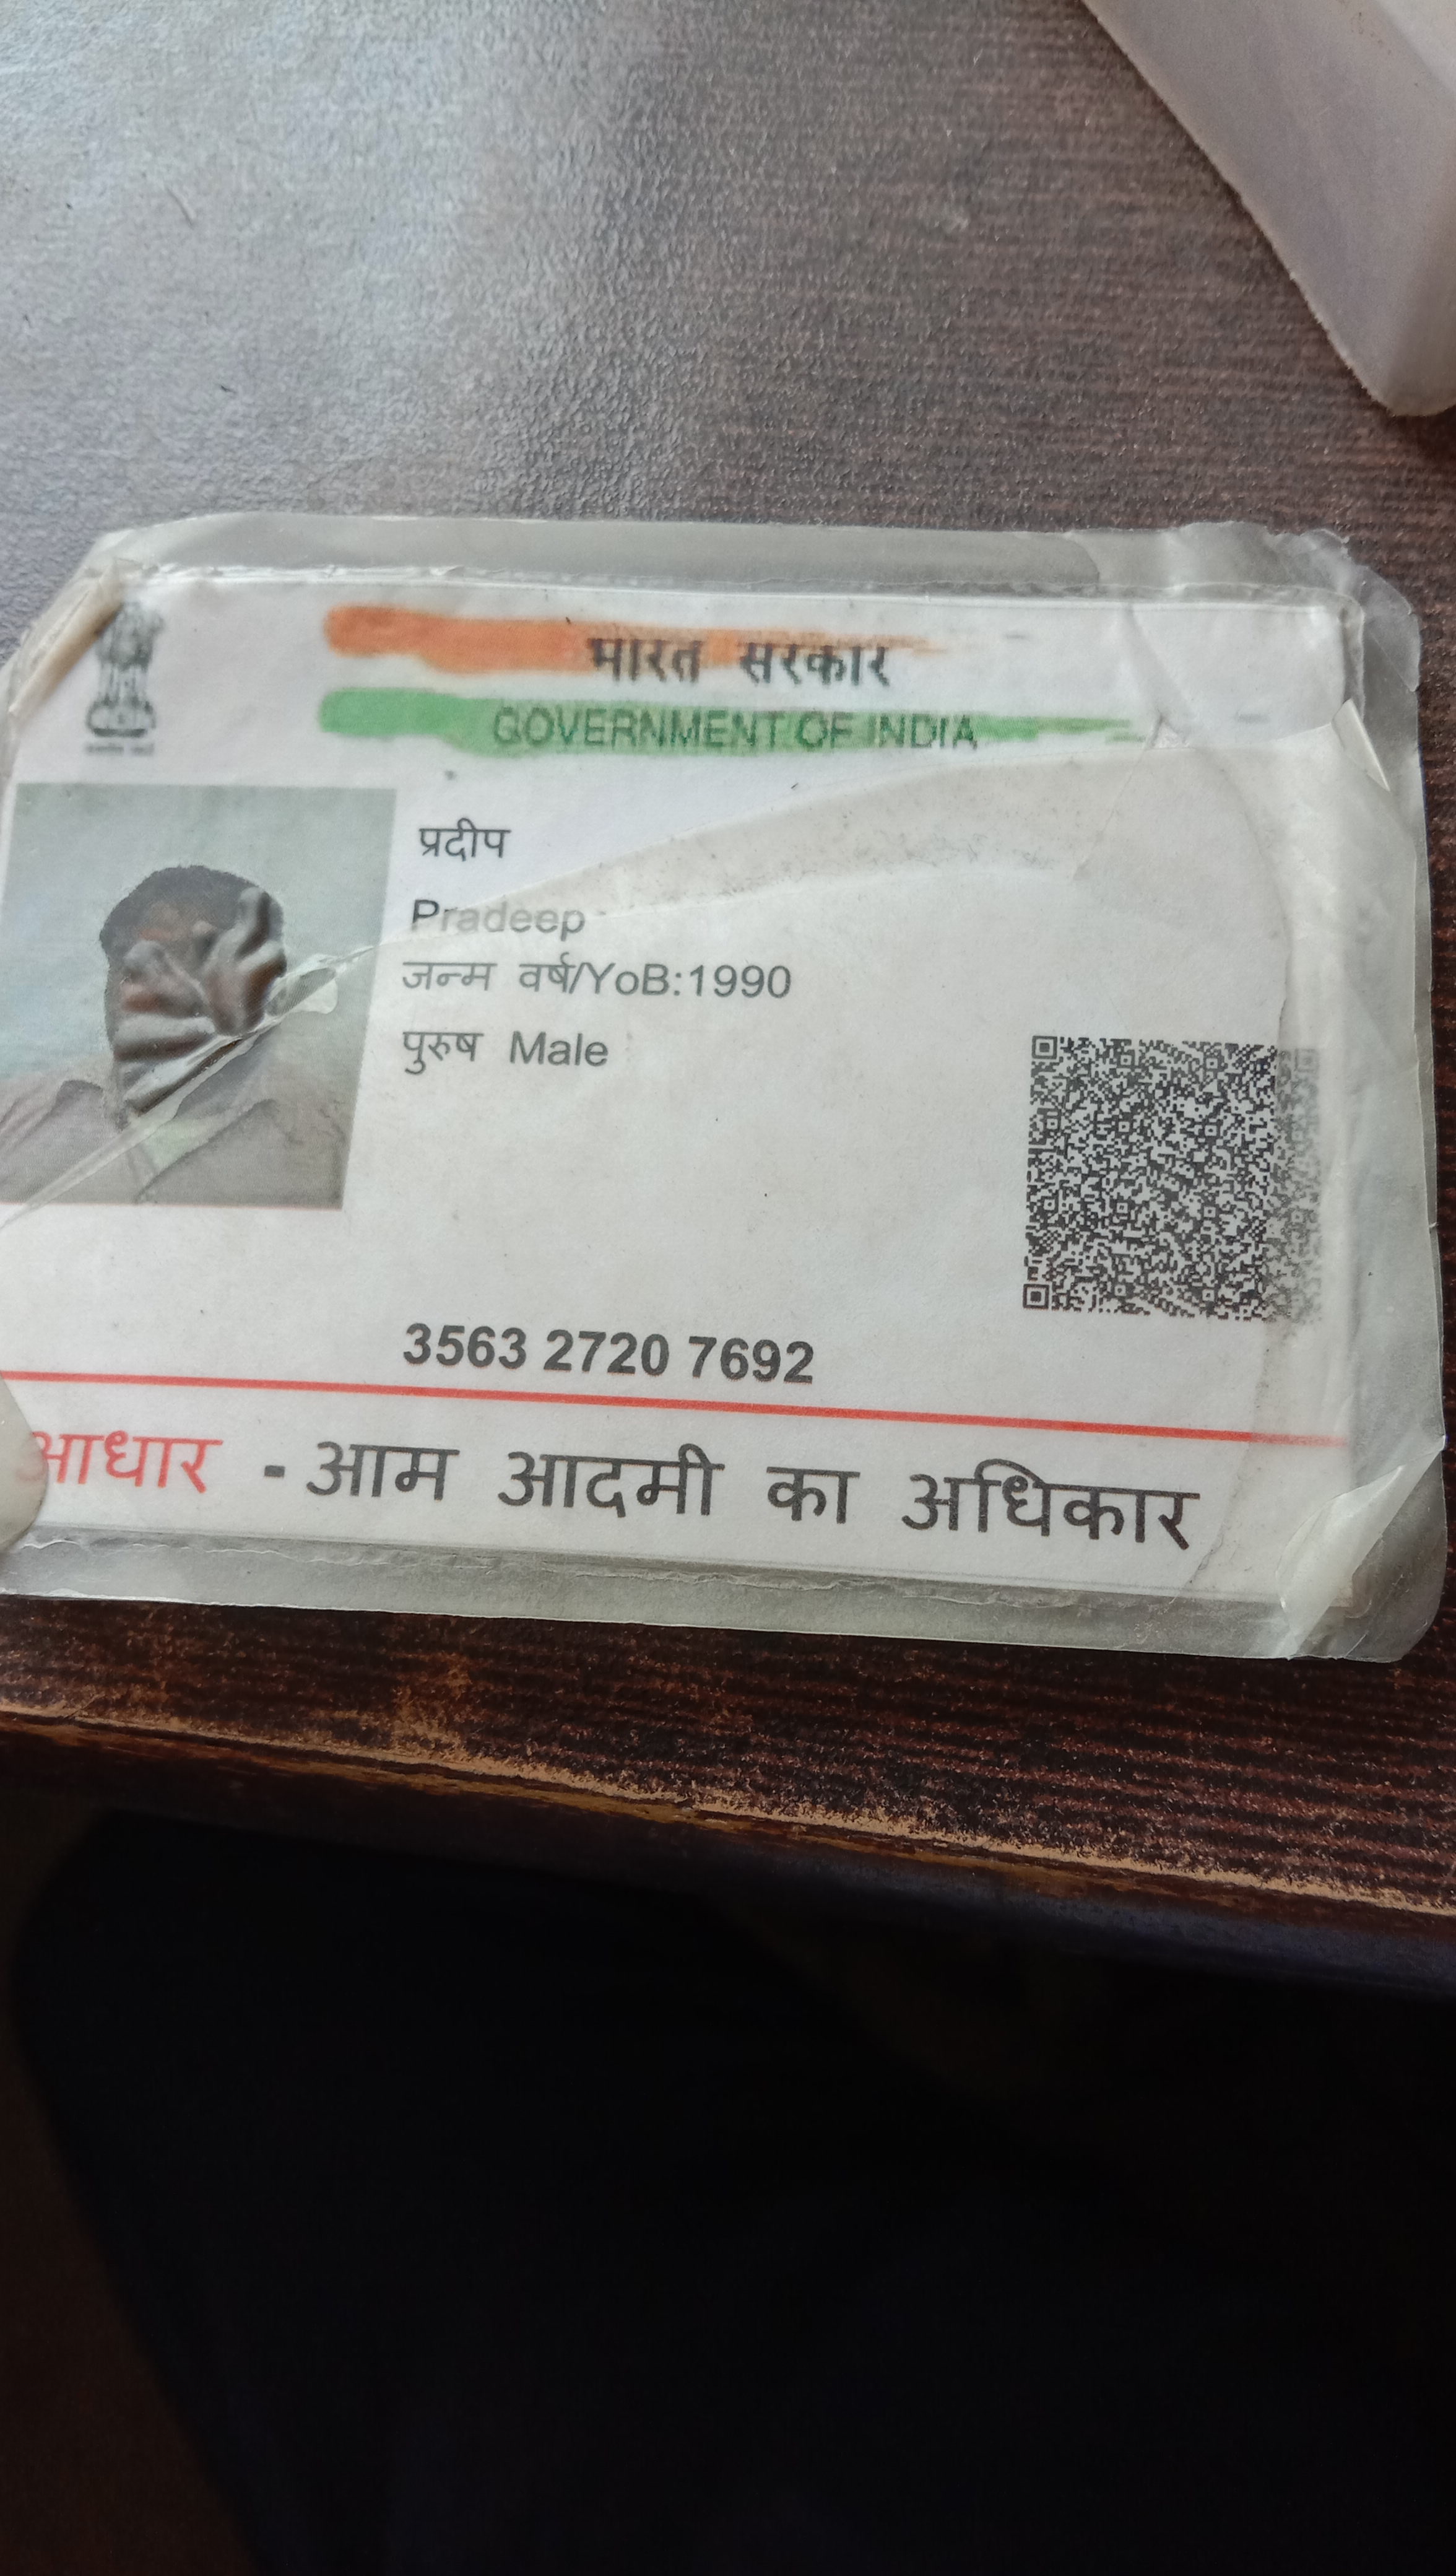 भारत सरकार
GOVERNMENT OF INDIA
प्रदीप
Pradeep
जन्म वर्ष/YoB:1990
पुरुष Male
3563 2720 7692
आधार - आम आदमी का अधिकार